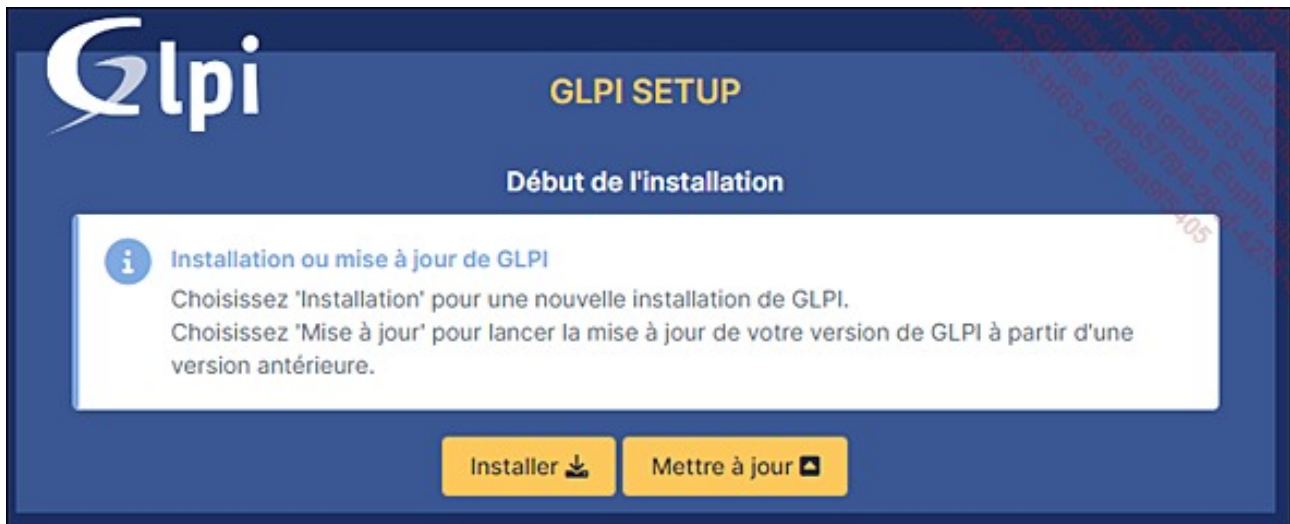 Glpi
GLPI SETUP
Début de l'installation
Installation ou mise à jour de GLPI
Choisissez 'Installation' pour une nouvelle installation de GLPI.
Choisissez 'Mise à jour' pour lancer la mise à jour de votre version de GLPI à partir d'une
version antérieure.
Installer
Mettre à jour